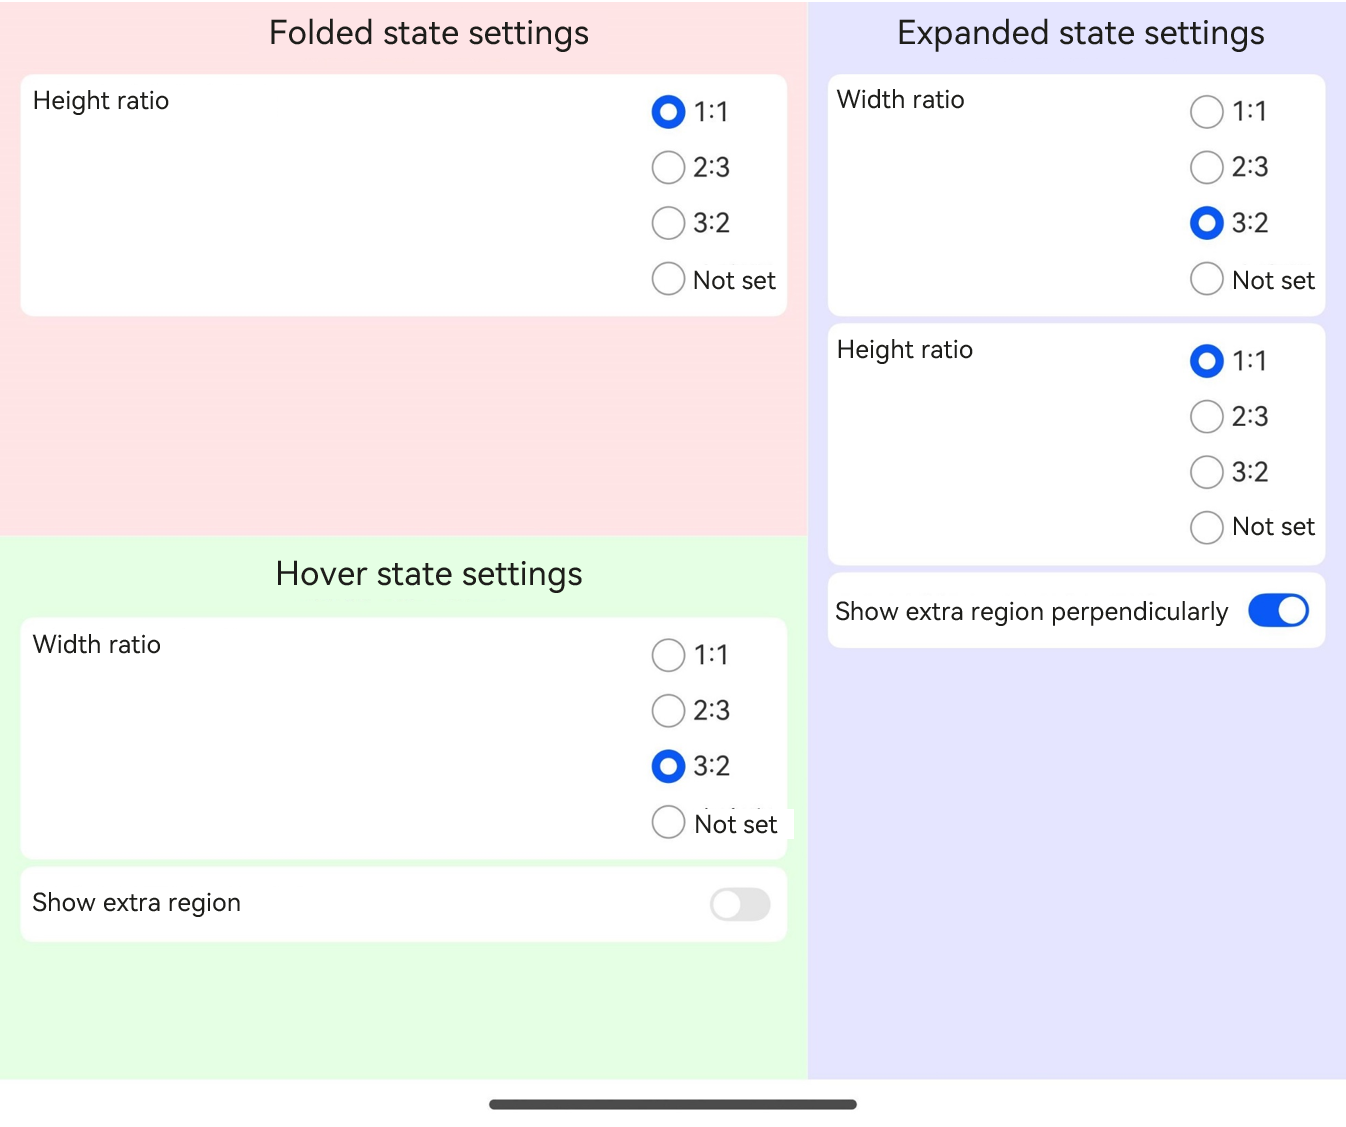 Folded state settings
Height ratio
1:1
2:3
3:2
Not set
Hover state settings
Width ratio
1:1
2:3
3:2
Not set
Show extra region
Expanded state settings
Width ratio
1:1
2:3
3:2
Not set
Height ratio
1:1
2:3
3:2
Not set
Show extra region perpendicularly